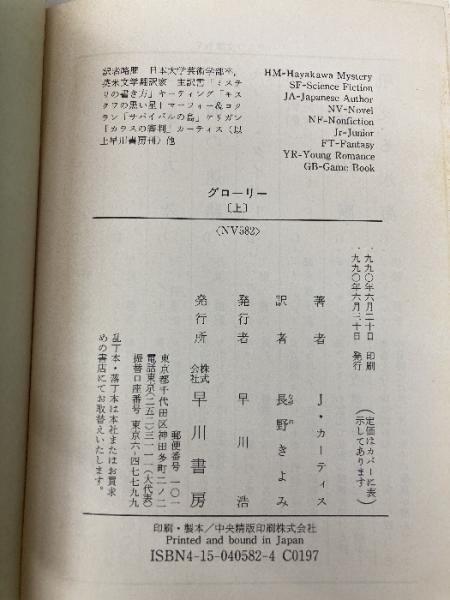 訳者略歴 日本大学芸術学部卒,
英米文学翻訳家 主訳書「ミステ
リの書き方」キーティング「キス
カブの黒い星」マーフィー&コク
ラン「サバイバルの島」ケリガン
「カラスの審判」カーティス(以
上早川書房刊)他
HM-Hayakawa Mystery
SF-Science Fiction
JA-Japanese Author
NV-Novel
NF-Nonfiction
Jr-Junior
FT-Fantasy
YR-Young Romance
GB-Game Book
グローリー
〔上〕
〈NV582〉
一九九〇年六月二十日 印刷
一九九〇年六月三十日 発行
(定価はカバーに表
示してあります)
著者 J・カーティス
訳者 長野きよみ
発行者 早川浩
発行所 株式会社 早川書房
郵便番号 一〇一
東京都千代田区神田多町二ノ二
電話東京(二五二)三一一一(大代表)
振替口座番号 東京六-四七七九九
乱丁本・落丁本は本社またはお買求
めの書店にてお取替えいたします。
印刷・製本/中央精版印刷株式会社
Printed and bound in Japan
ISBN4-15-040582-4 C0197